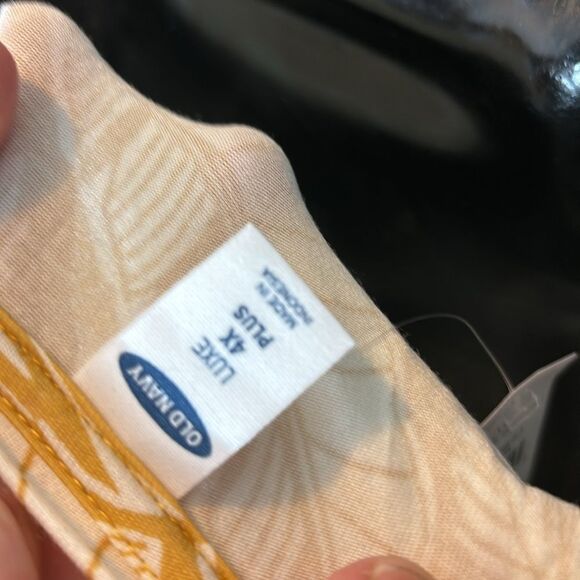 OLD NAVY
LUXE
4X
PLUS
MADE IN
INDONESIA